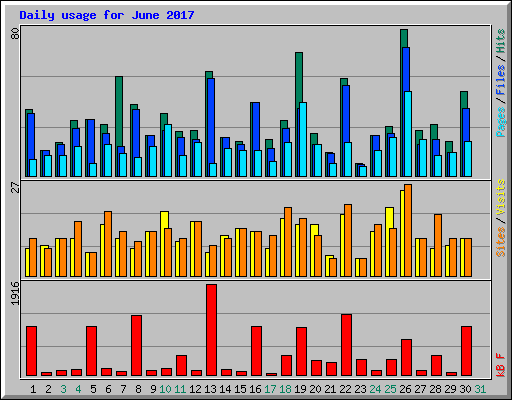 Daily usage for June 2017
80
Pages / Files / Hits
27
Sites / Visits
1916
kB F
1 2 3 4 5 6 7 8 9 10 11 12 13 14 15 16 17 18 19 20 21 22 23 24 25 26 27 28 29 30 31